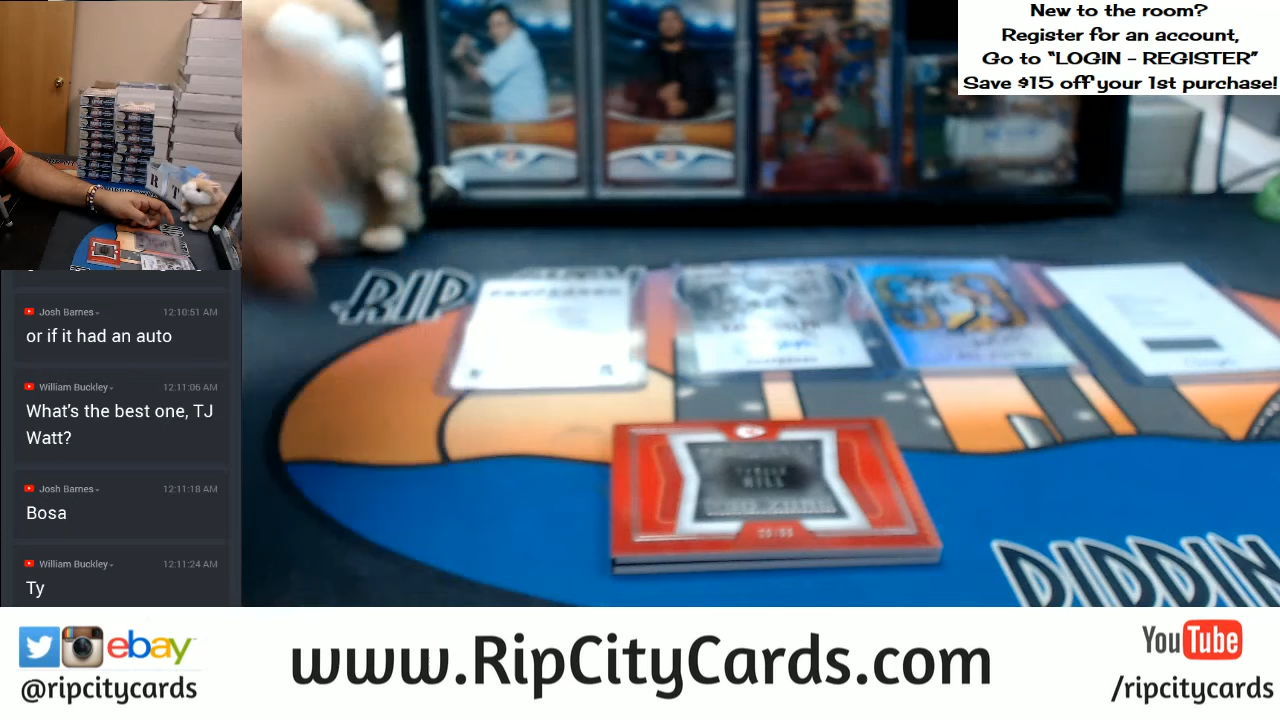 New to the room?
Register for an account,
Go to “LOGIN – REGISTER”
Save $15 off your 1st purchase!
Josh Barnes 12:10:51 AM
or if it had an auto
William Buckley 12:11:06 AM
What's the best one, TJ
Watt?
Josh Barnes 12:11:18 AM
Bosa
William Buckley 12:11:24 AM
Ty
RIP
HILL
RIPPIN
ebay
@ripcitycards
www.RipCityCards.com
YouTube
/ripcitycards